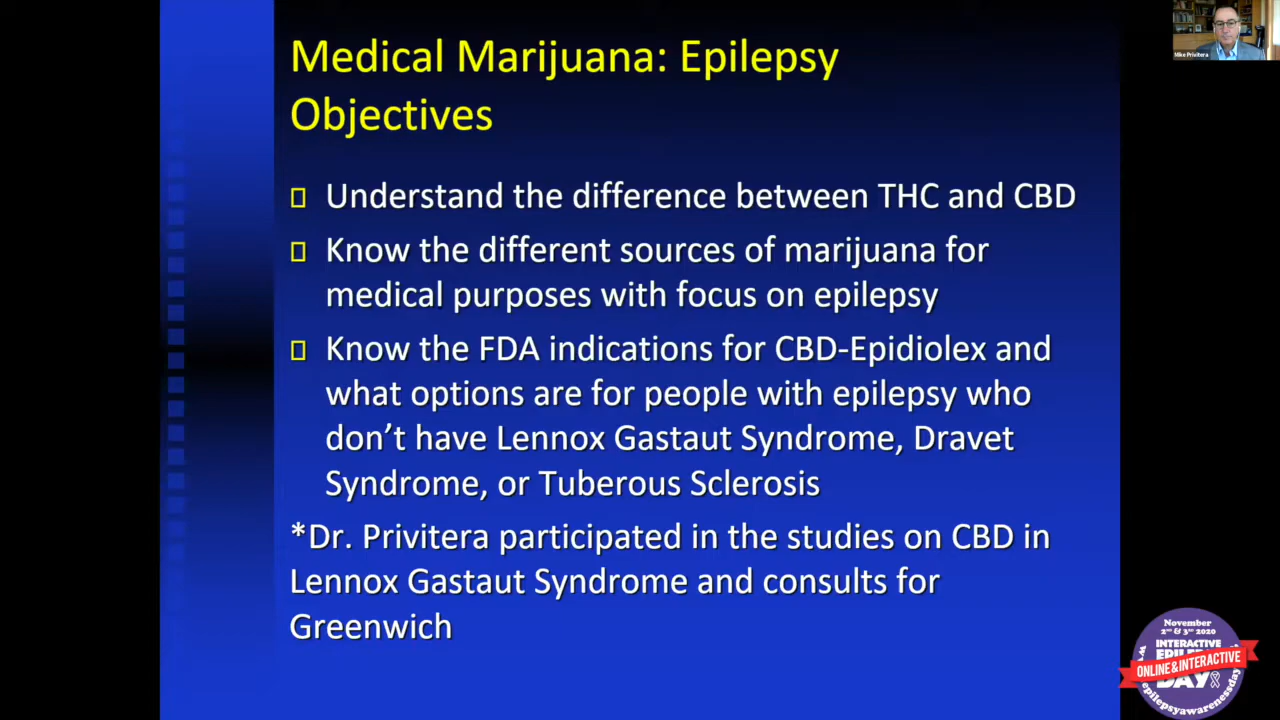 Medical Marijuana: Epilepsy
Objectives
Understand the difference between THC and CBD
Know the different sources of marijuana for
medical purposes with focus on epilepsy
Know the FDA indications for CBD-Epidiolex and
what options are for people with epilepsy who
don’t have Lennox Gastaut Syndrome, Dravet
Syndrome, or Tuberous Sclerosis
*Dr. Privitera participated in the studies on CBD in
Lennox Gastaut Syndrome and consults for
Greenwich
Mike Privitera
November
2ND & 3RD 2020
INTERACTIVE
ONLINE & INTERACTIVE
DAY
epilepsyawarenessday